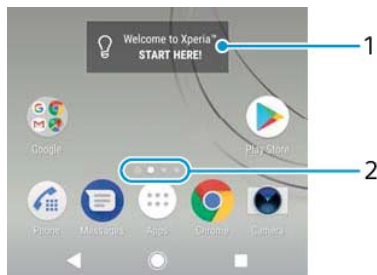 Welcome to Xperia™
START HERE!
1
Google
Play Store
2
Phone
Messages
Apps
Chrome
Camera